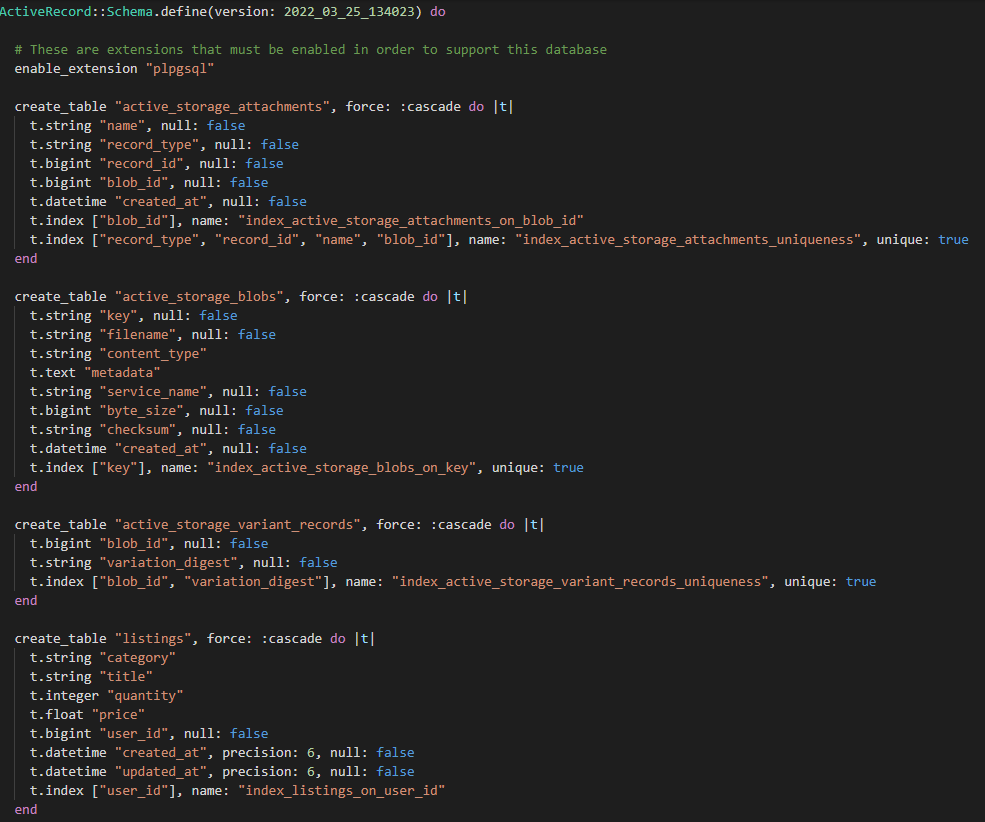 ActiveRecord::Schema.define(version: 2022_03_25_134023) do
# These are extensions that must be enabled in order to support this database
enable_extension "plpgsql"
create_table "active_storage_attachments", force: :cascade do |t|
t.string "name", null: false
t.string "record_type", null: false
t.bigint "record_id", null: false
t.bigint "blob_id", null: false
t.datetime "created_at", null: false
t.index ["blob_id"], name: "index_active_storage_attachments_on_blob_id"
t.index ["record_type", "record_id", "name", "blob_id"], name: "index_active_storage_attachments_uniqueness", unique: true
end
create_table "active_storage_blobs", force: :cascade do |t|
t.string "key", null: false
t.string "filename", null: false
t.string "content_type"
t.text "metadata"
t.string "service_name", null: false
t.bigint "byte_size", null: false
t.string "checksum", null: false
t.datetime "created_at", null: false
t.index ["key"], name: "index_active_storage_blobs_on_key", unique: true
end
create_table "active_storage_variant_records", force: :cascade do |t|
t.bigint "blob_id", null: false
t.string "variation_digest", null: false
t.index ["blob_id", "variation_digest"], name: "index_active_storage_variant_records_uniqueness", unique: true
end
create_table "listings", force: :cascade do |t|
t.string "category"
t.string "title"
t.integer "quantity"
t.float "price"
t.bigint "user_id", null: false
t.datetime "created_at", precision: 6, null: false
t.datetime "updated_at", precision: 6, null: false
t.index ["user_id"], name: "index_listings_on_user_id"
end